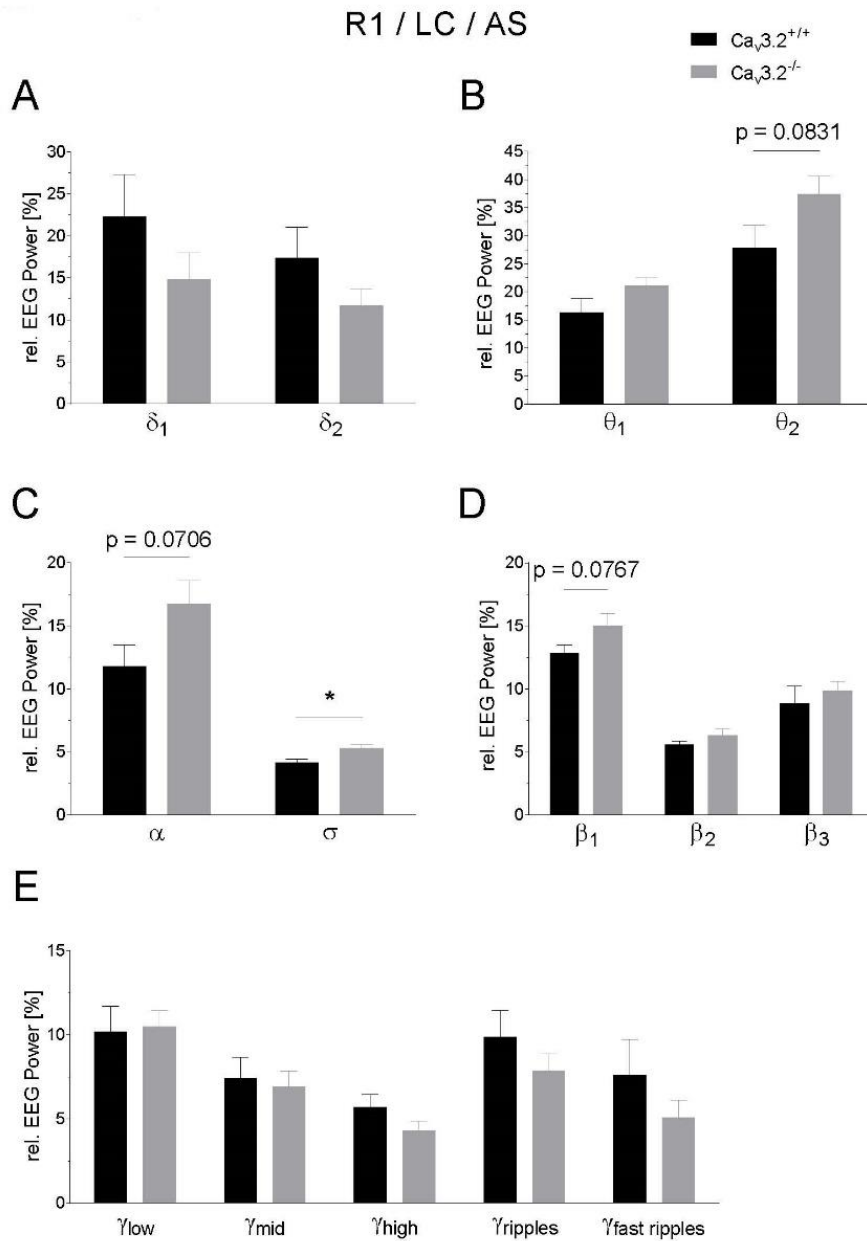 R1 / LC / AS
Caᵥ3.2⁺/⁺
Caᵥ3.2⁻/⁻
A
rel. EEG Power [%]
30
25
20
15
10
5
0
δ₁ δ₂
B
p = 0.0831
rel. EEG Power [%]
45
40
35
30
25
20
15
10
5
0
θ₁ θ₂
C
p = 0.0706
*
rel. EEG Power [%]
20
15
10
5
0
α σ
D
p = 0.0767
rel. EEG Power [%]
20
15
10
5
0
β₁ β₂ β₃
E
rel. EEG Power [%]
15
10
5
0
γlow γmid γhigh γripples γfast ripples